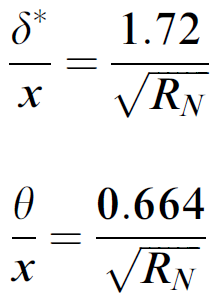 δ*/x = 1.72/√R_N
θ/x = 0.664/√R_N